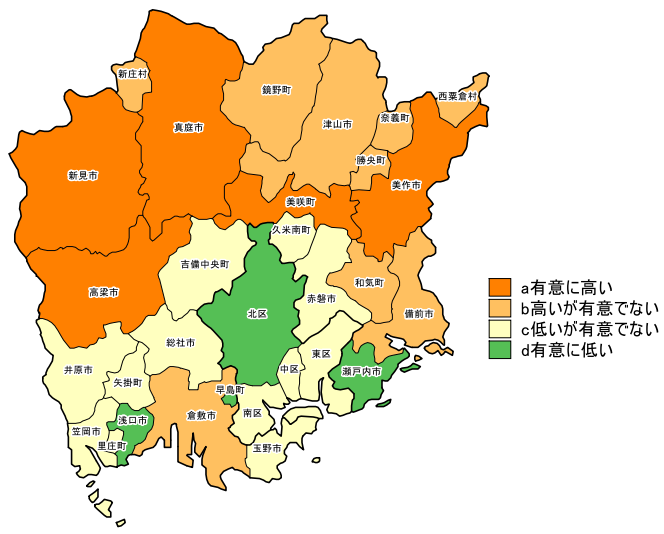 新庄村
鏡野町
西粟倉村
奈義町
津山市
真庭市
勝央町
新見市
美作市
美咲町
久米南町
吉備中央町
和気町
高梁市
赤磐市
北区
備前市
総社市
東区
井原市
中区
瀬戸内市
矢掛町
早島町
浅口市
倉敷市
南区
笠岡市
里庄町
玉野市
a有意に高い
b高いが有意でない
c低いが有意でない
d有意に低い